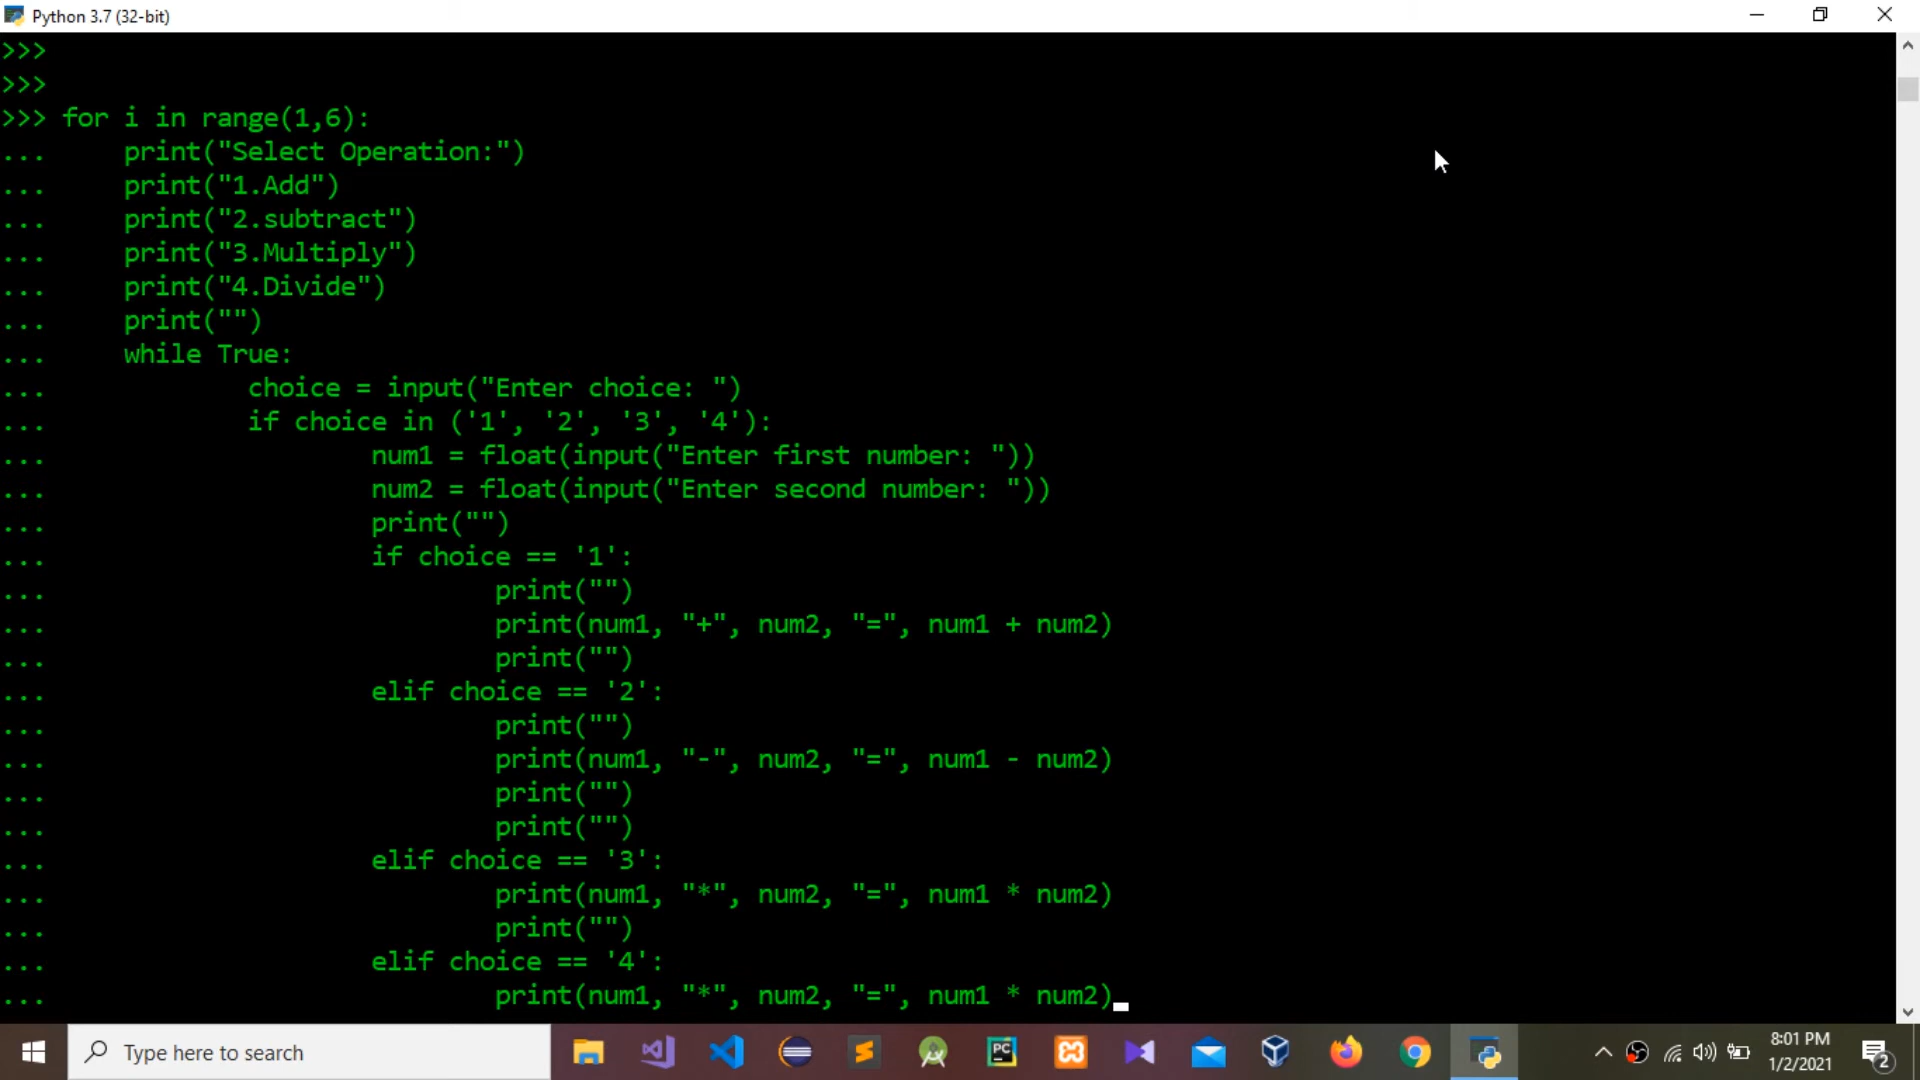 Python 3.7 (32-bit)
>>>
>>>
>>> for i in range(1,6):
...     print("Select Operation:")
...     print("1.Add")
...     print("2.subtract")
...     print("3.Multiply")
...     print("4.Divide")
...     print("")
...     while True:
...             choice = input("Enter choice: ")
...             if choice in ('1', '2', '3', '4'):
...                     num1 = float(input("Enter first number: "))
...                     num2 = float(input("Enter second number: "))
...                     print("")
...                     if choice == '1':
...                             print("")
...                             print(num1, "+", num2, "=", num1 + num2)
...                             print("")
...                     elif choice == '2':
...                             print("")
...                             print(num1, "-", num2, "=", num1 - num2)
...                             print("")
...                             print("")
...                     elif choice == '3':
...                             print(num1, "*", num2, "=", num1 * num2)
...                             print("")
...                     elif choice == '4':
...                             print(num1, "*", num2, "=", num1 * num2)
Type here to search
PC
8:01 PM
1/2/2021
2